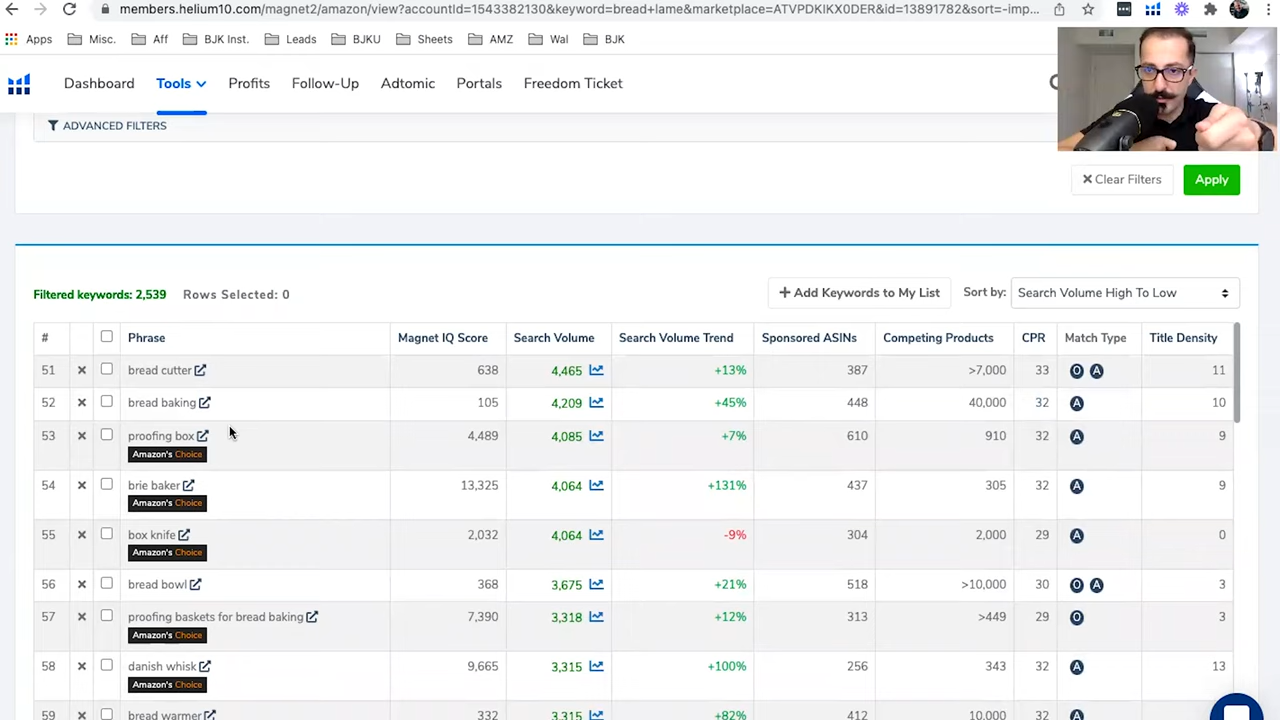 members.helium10.com/magnet2/amazon/view?accountId=1543382130&keyword=bread+lame&marketplace=ATVPDKIKX0DER&id=13891782&sort=-imp...
Apps Misc. Aff BJK Inst. Leads BJKU Sheets AMZ Wal BJK
Dashboard Tools Profits Follow-Up Adtomic Portals Freedom Ticket
ADVANCED FILTERS
Clear Filters Apply
Filtered keywords: 2,539 Rows Selected: 0 + Add Keywords to My List Sort by: Search Volume High To Low
# Phrase Magnet IQ Score Search Volume Search Volume Trend Sponsored ASINs Competing Products CPR Match Type Title Density
51 bread cutter 638 4,465 +13% 387 >7,000 33 O A 11
52 bread baking 105 4,209 +45% 448 40,000 32 A 10
53 proofing box 4,489 4,085 +7% 610 910 32 A 9
Amazon's Choice
54 brie baker 13,325 4,064 +131% 437 305 32 A 9
Amazon's Choice
55 box knife 2,032 4,064 -9% 304 2,000 29 A 0
Amazon's Choice
56 bread bowl 368 3,675 +21% 518 >10,000 30 O A 3
57 proofing baskets for bread baking 7,390 3,318 +12% 313 >449 29 O 3
Amazon's Choice
58 danish whisk 9,665 3,315 +100% 256 343 32 A 13
Amazon's Choice
59 bread warmer 332 3,315 +82% 412 10,000 32 A